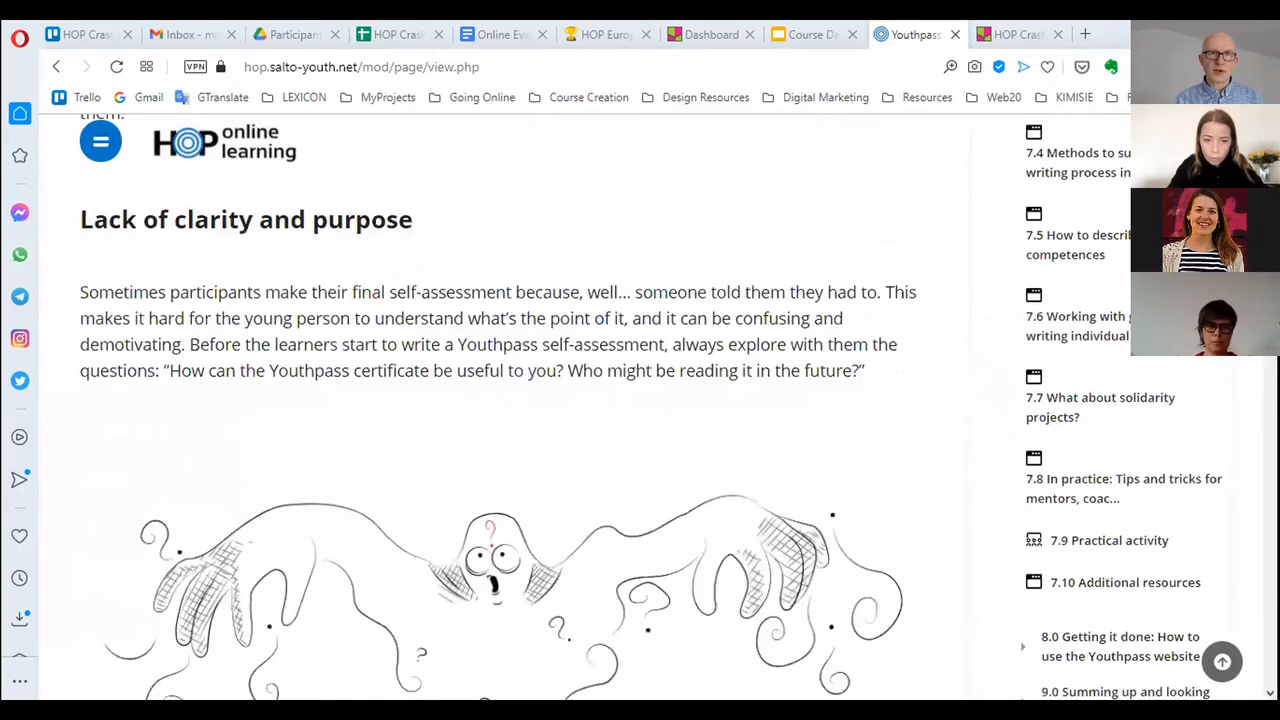 HOP Cras
Inbox - m
Participan
HOP Cras
Online Eva
HOP Euro
Dashboard
Course De
Youthpass
HOP Cras
VPN
hop.salto-youth.net/mod/page/view.php
Trello
Gmail
GTranslate
LEXICON
MyProjects
Going Online
Course Creation
Design Resources
Digital Marketing
Resources
Web20
KIMISIE
them.
HOP online
learning
Lack of clarity and purpose
Sometimes participants make their final self-assessment because, well... someone told them they had to. This
makes it hard for the young person to understand what's the point of it, and it can be confusing and
demotivating. Before the learners start to write a Youthpass self-assessment, always explore with them the
questions: “How can the Youthpass certificate be useful to you? Who might be reading it in the future?”
?
?
?
?
7.4 Methods to su
writing process in
7.5 How to describ
competences
7.6 Working with g
writing individual
7.7 What about solidarity
projects?
7.8 In practice: Tips and tricks for
mentors, coac...
7.9 Practical activity
7.10 Additional resources
8.0 Getting it done: How to
use the Youthpass website
9.0 Summing up and looking